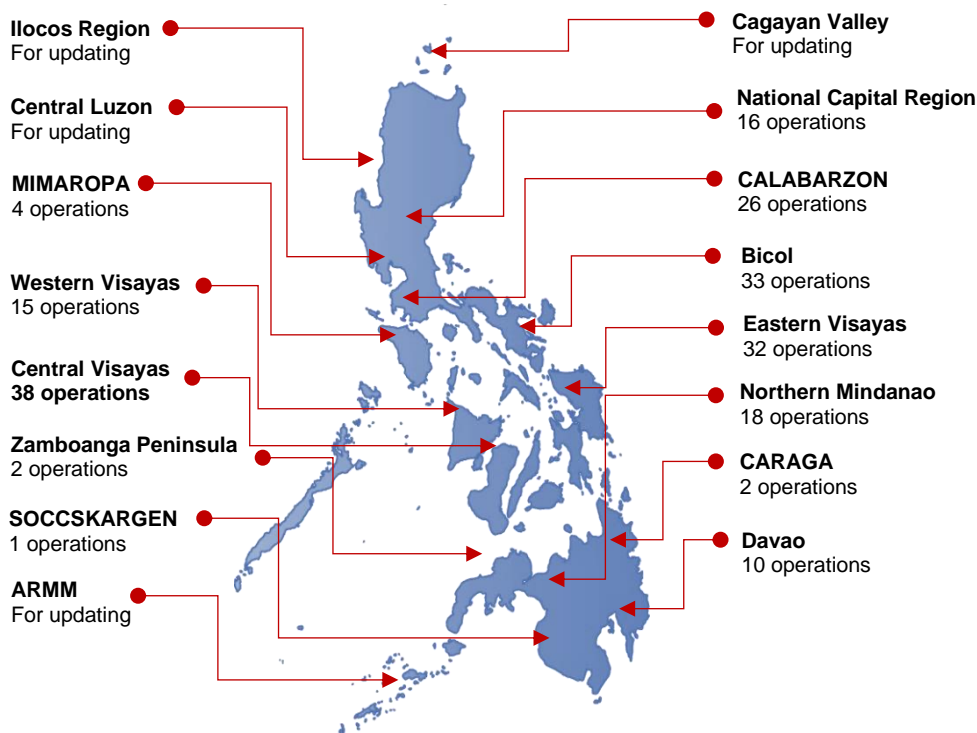 Ilocos Region
For updating
Central Luzon
For updating
MIMAROPA
4 operations
Western Visayas
15 operations
Central Visayas
38 operations
Zamboanga Peninsula
2 operations
SOCCSKARGEN
1 operations
ARMM
For updating
Cagayan Valley
For updating
National Capital Region
16 operations
CALABARZON
26 operations
Bicol
33 operations
Eastern Visayas
32 operations
Northern Mindanao
18 operations
CARAGA
2 operations
Davao
10 operations